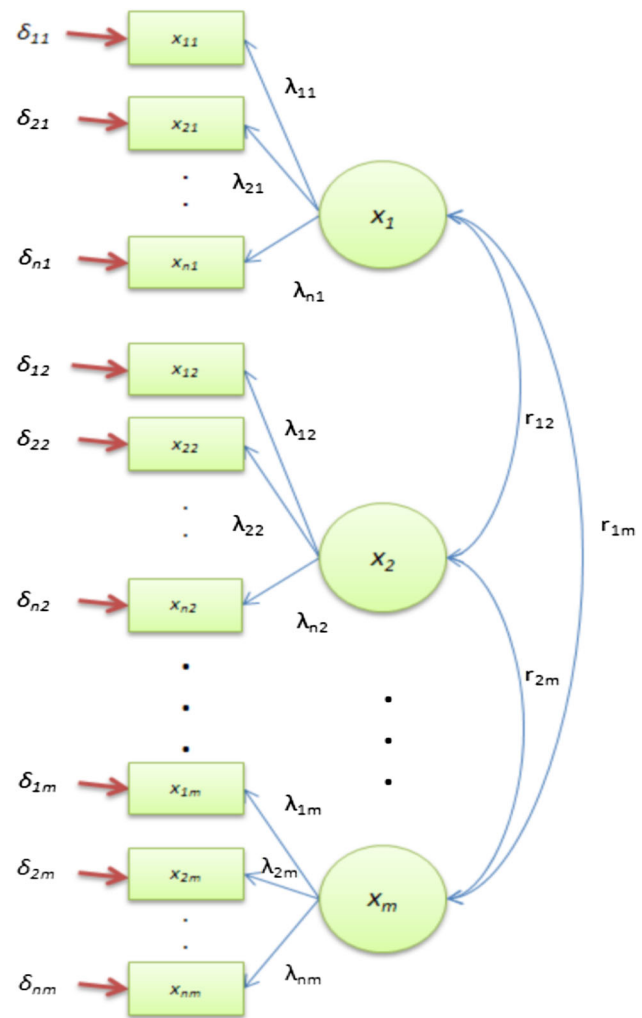 δ₁₁ x₁₁
λ₁₁
δ₂₁ x₂₁
λ₂₁
x₁
δₙ₁ xₙ₁
λₙ₁
δ₁₂ x₁₂
λ₁₂
r₁₂
δ₂₂ x₂₂
λ₂₂
r₁ₘ
x₂
δₙ₂ xₙ₂
λₙ₂
r₂ₘ
δ₁ₘ x₁ₘ
λ₁ₘ
λ₂ₘ
δ₂ₘ x₂ₘ
xₘ
λₙₘ
δₙₘ xₙₘ